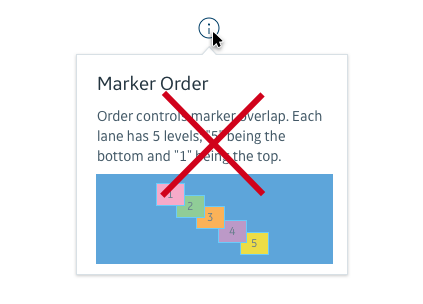 Marker Order
Order controls marker overlap. Each
lane has 5 levels, "5" being the
bottom and "1" being the top.
1
2
3
4
5